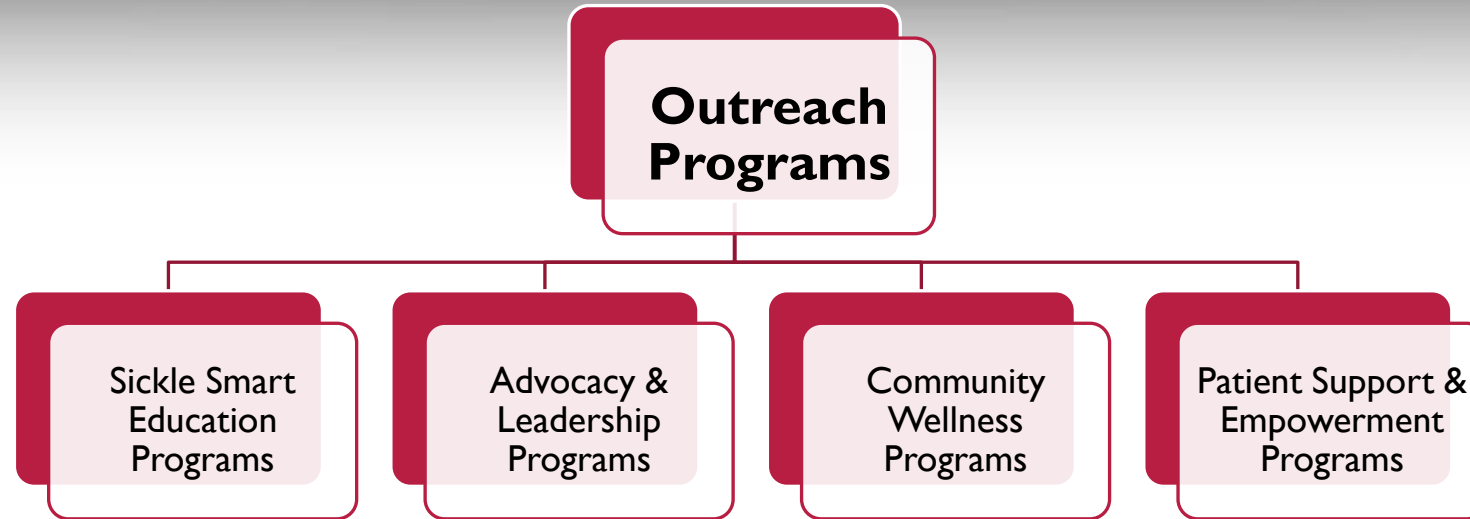 Outreach
Programs
Sickle Smart
Education
Programs
Advocacy &
Leadership
Programs
Community
Wellness
Programs
Patient Support &
Empowerment
Programs